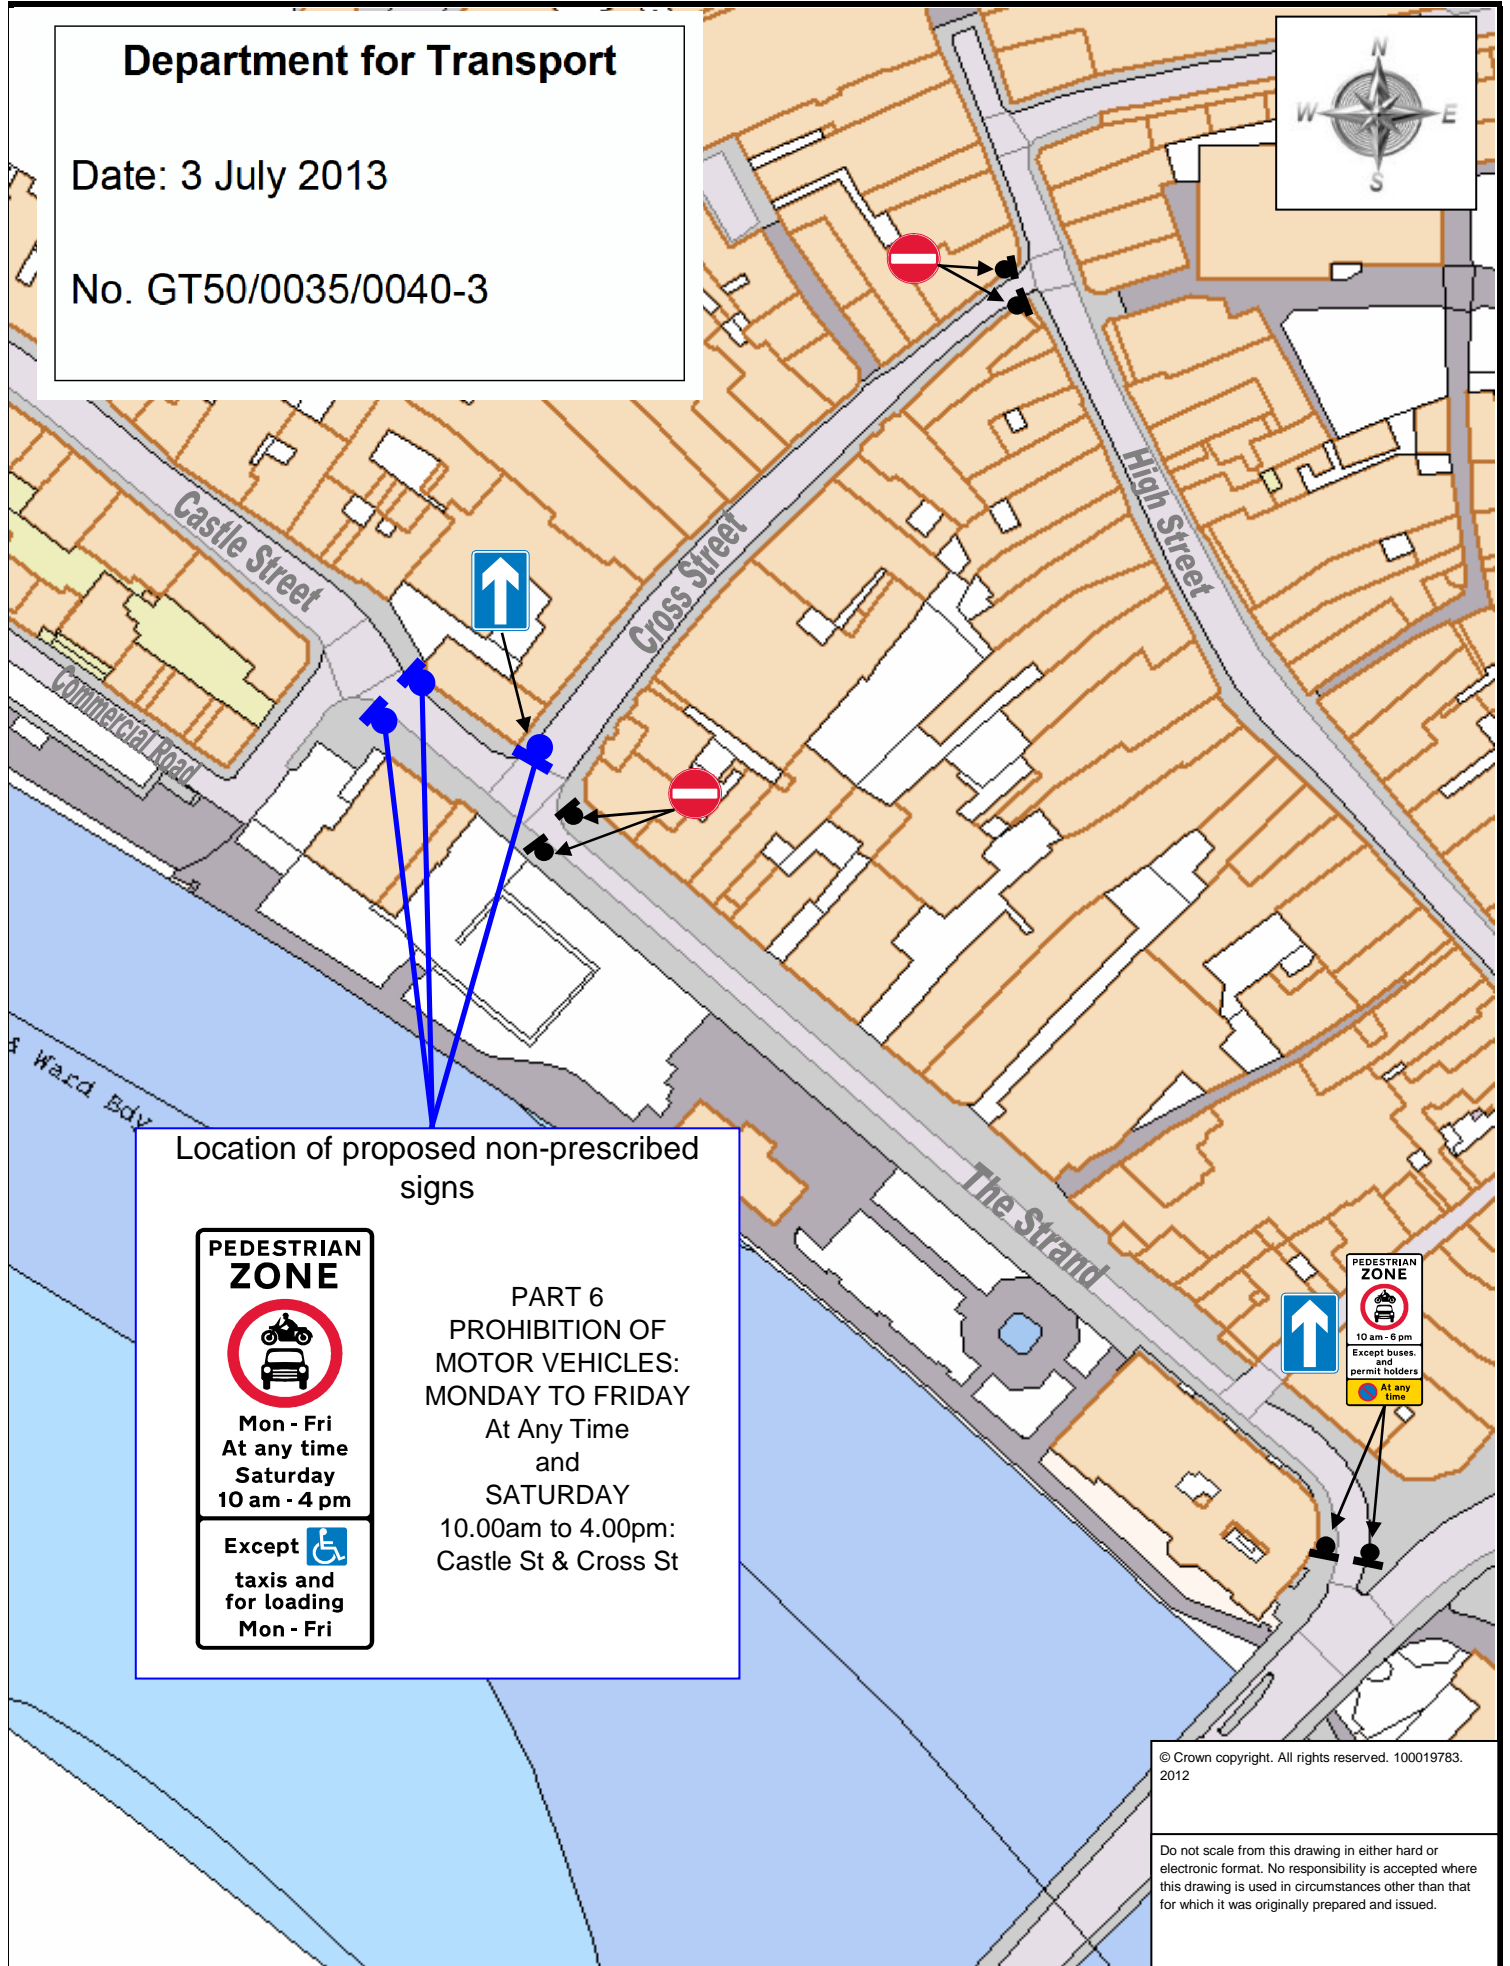 Department for Transport
Date: 3 July 2013
No. GT50/0035/0040-3
N
W
E
S
Castle Street
Cross Street
High Street
Commercial Road
The Strand
& Ward Bdy
Location of proposed non-prescribed
signs
PEDESTRIAN
ZONE
Mon - Fri
At any time
Saturday
10 am - 4 pm
Except
taxis and
for loading
Mon - Fri
PART 6
PROHIBITION OF
MOTOR VEHICLES:
MONDAY TO FRIDAY
At Any Time
and
SATURDAY
10.00am to 4.00pm:
Castle St & Cross St
PEDESTRIAN
ZONE
10 am - 6 pm
Except buses.
and
permit holders
At any
time
© Crown copyright. All rights reserved. 100019783.
2012
Do not scale from this drawing in either hard or
electronic format. No responsibility is accepted where
this drawing is used in circumstances other than that
for which it was originally prepared and issued.